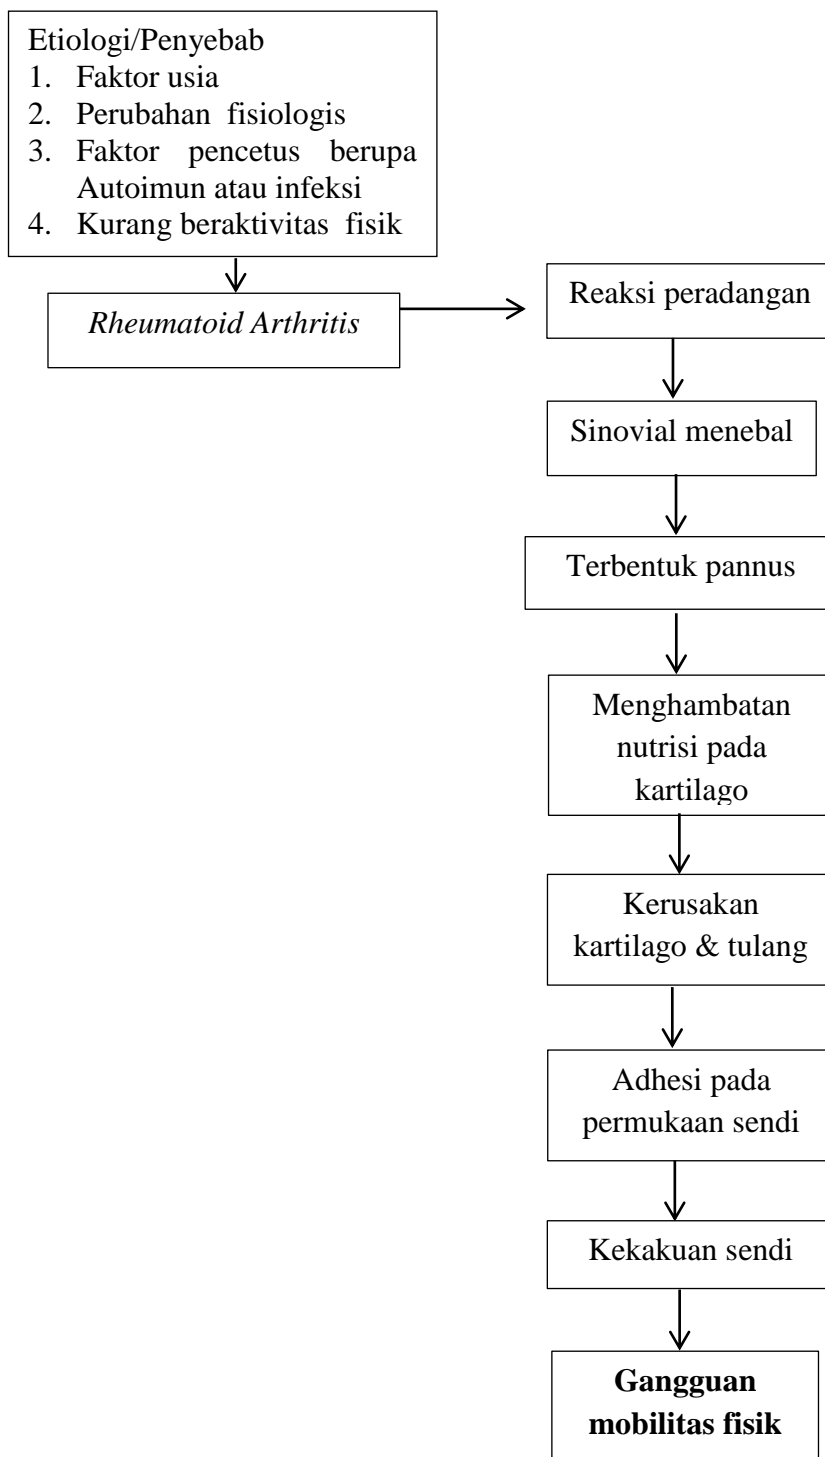 Etiologi/Penyebab
1. Faktor usia
2. Perubahan fisiologis
3. Faktor pencetus berupa
Autoimun atau infeksi
4. Kurang beraktivitas fisik
Rheumatoid Arthritis
Reaksi peradangan
Sinovial menebal
Terbentuk pannus
Menghambatan
nutrisi pada
kartilago
Kerusakan
kartilago & tulang
Adhesi pada
permukaan sendi
Kekakuan sendi
Gangguan
mobilitas fisik